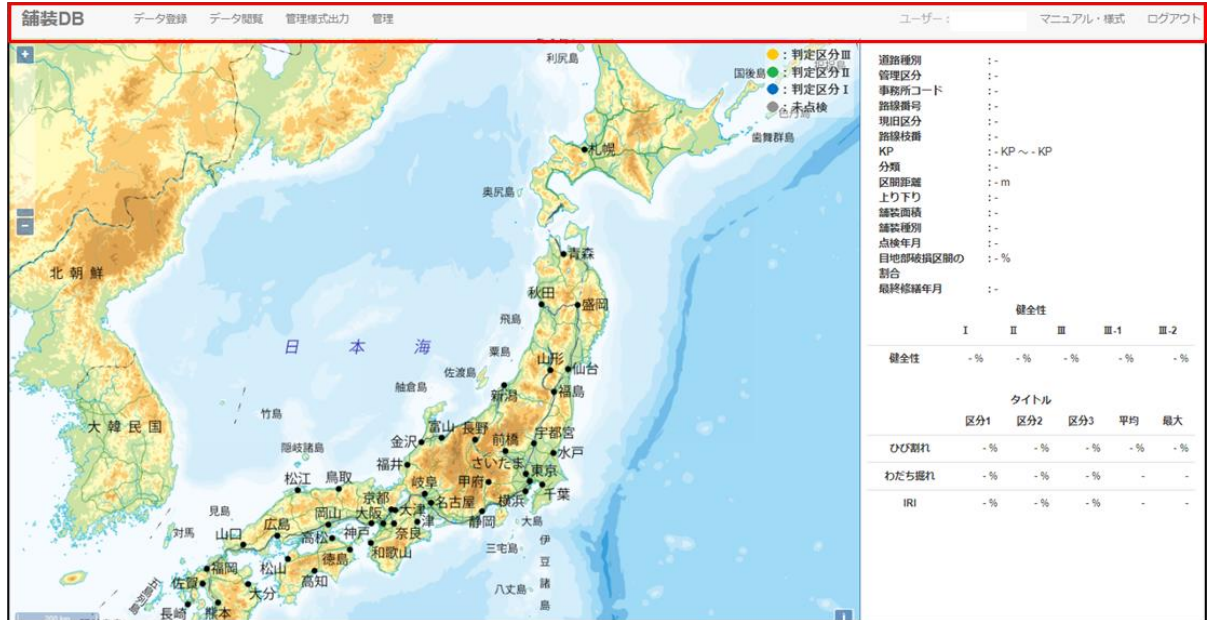 舗装DB データ登録 データ閲覧 管理様式出力 管理 ユーザー： マニュアル・様式 ログアウト
+
−
：判定区分Ⅲ
：判定区分Ⅱ
：判定区分Ⅰ
：未点検
利尻島
国後島
色丹島
歯舞群島
札幌
奥尻島
青森
北朝鮮
秋田
盛岡
飛島
日本海
粟島
山形
佐渡島
仙台
舳倉島
新潟
福島
竹島
大韓民国
富山
長野
前橋
宇都宮
金沢
水戸
隠岐諸島
福井
さいたま
東京
松江
鳥取
岐阜
甲府
千葉
京都
名古屋
横浜
見島
岡山
大阪
大津
津
静岡
大島
対馬
山口
広島
高松
神戸
奈良
伊豆諸島
徳島
和歌山
三宅島
福岡
松山
高知
佐賀
大分
八丈島
五島列島
長崎
熊本
200 km
i
道路種別 ：-
管理区分 ：-
事務所コード ：-
路線番号 ：-
現旧区分 ：-
路線枝番 ：-
KP ：- KP ～ - KP
分類 ：-
区間距離 ：- m
上り下り ：-
舗装面積 ：-
舗装種別 ：-
点検年月 ：-
目地部破損区間の ：- %
割合
最終修繕年月 ：-
健全性
Ⅰ Ⅱ Ⅲ Ⅲ-1 Ⅲ-2
健全性 - % - % - % - % - %
タイトル
区分1 区分2 区分3 平均 最大
ひび割れ - % - % - % - % - %
わだち掘れ - % - % - % - -
IRI - % - % - % - -